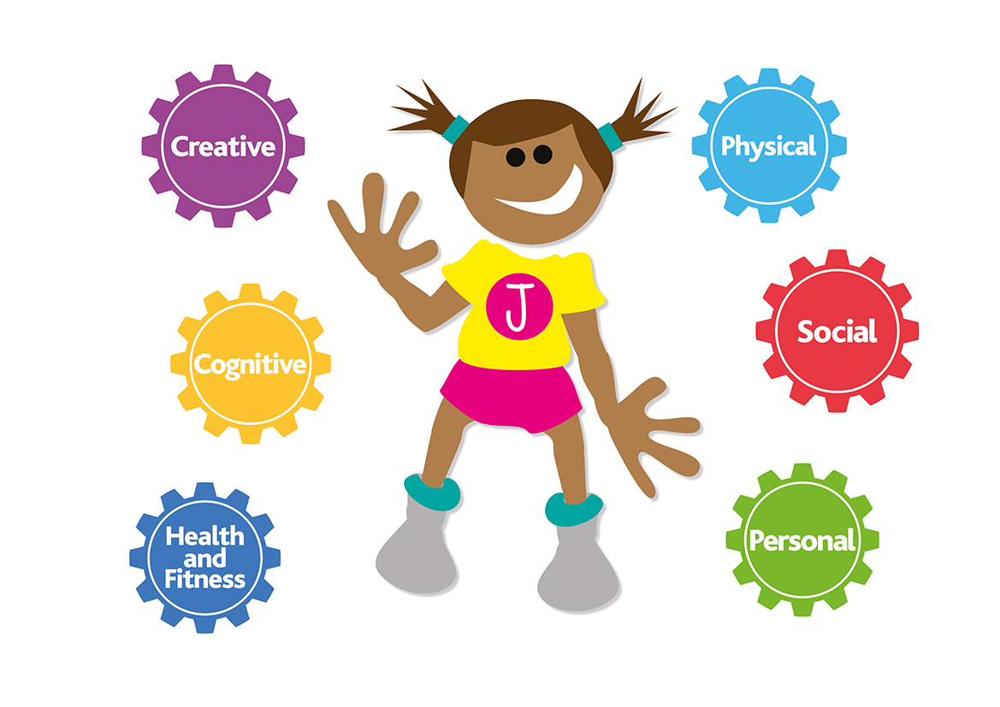 Creative
Physical
J
Cognitive
Social
Health
and
Fitness
Personal